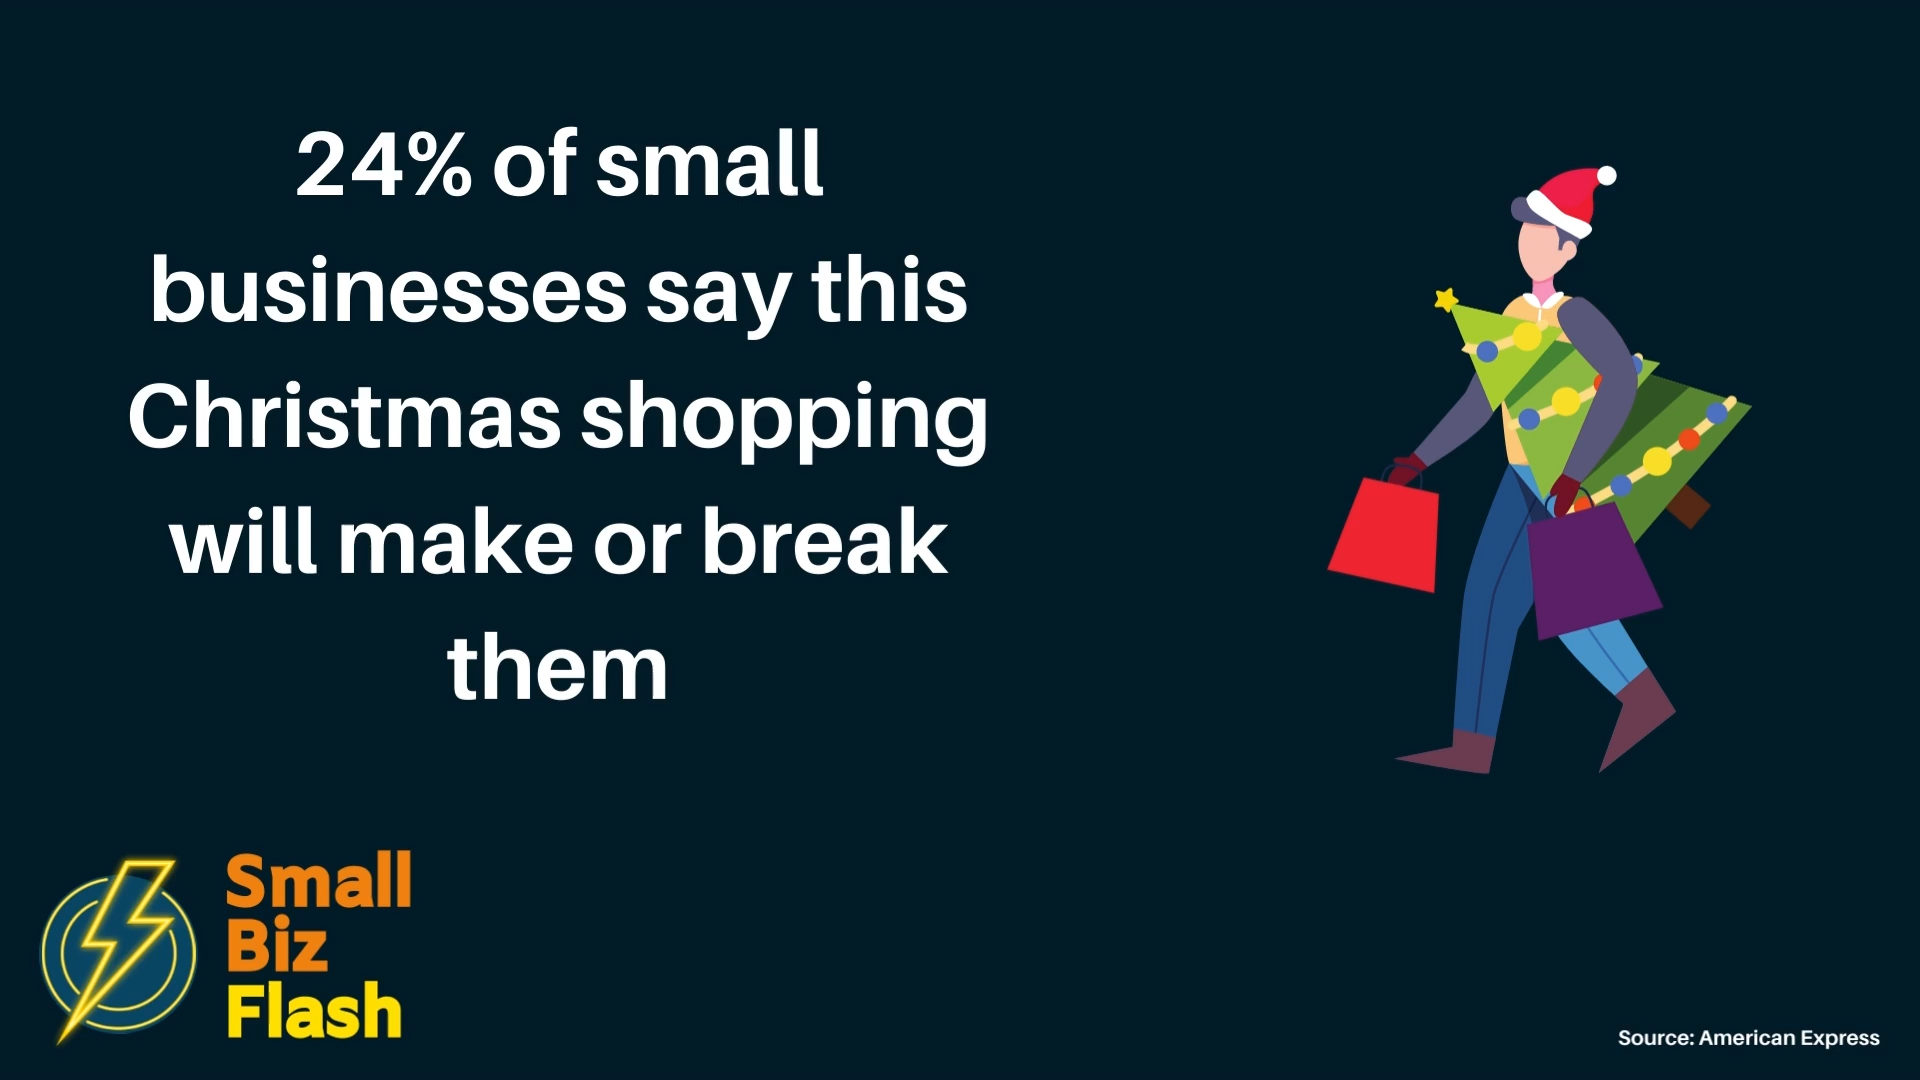 24% of small
businesses say this
Christmas shopping
will make or break
them
Small
Biz
Flash
Source: American Express